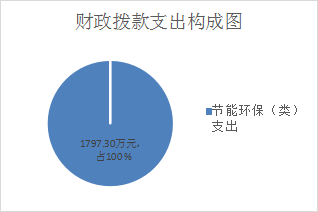 财政拨款支出构成图
节能环保（类）
支出
1797.30万元，
占100%